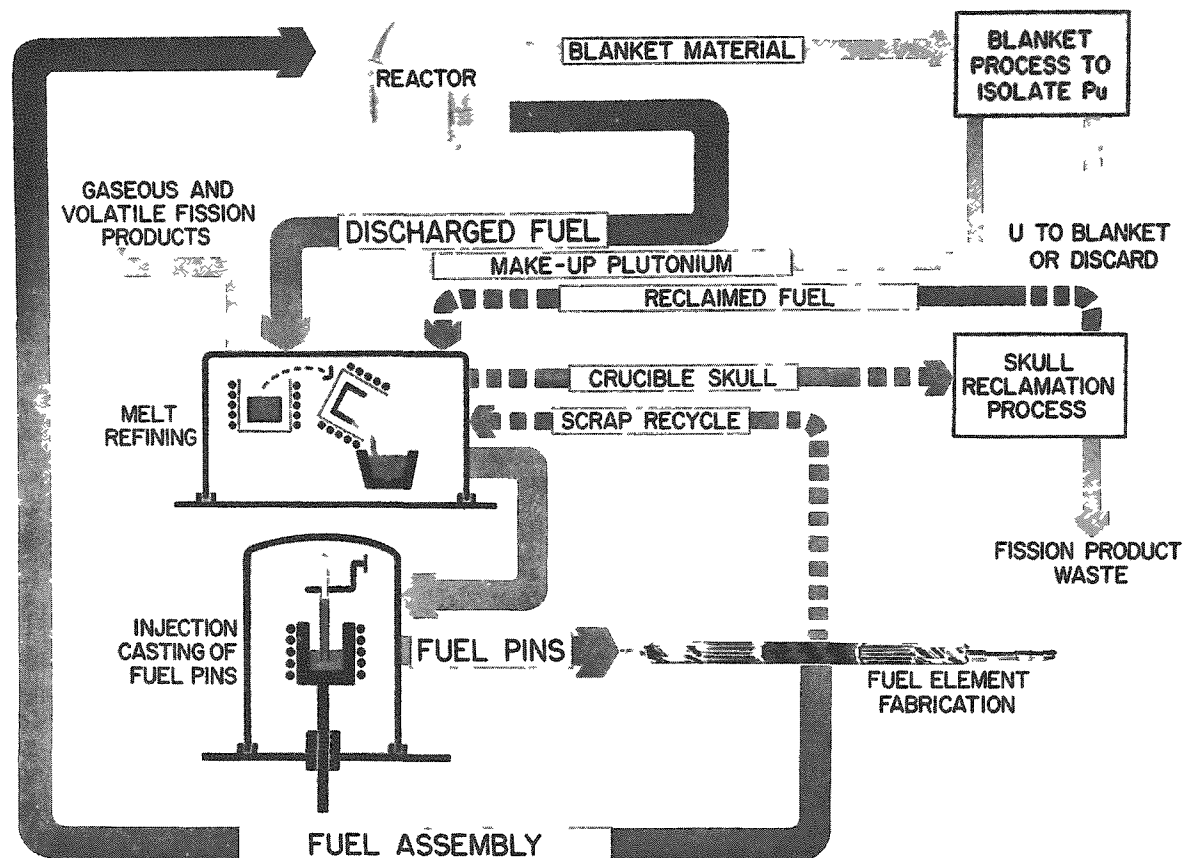 BLANKET MATERIAL
BLANKET
PROCESS TO
ISOLATE Pu
REACTOR
GASEOUS AND
VOLATILE FISSION
PRODUCTS
DISCHARGED FUEL
U TO BLANKET
OR DISCARD
MAKE-UP PLUTONIUM
RECLAIMED FUEL
SKULL
RECLAMATION
PROCESS
CRUCIBLE SKULL
MELT
REFINING
SCRAP RECYCLE
FISSION PRODUCT
WASTE
INJECTION
CASTING OF
FUEL PINS
FUEL PINS
FUEL ELEMENT
FABRICATION
FUEL ASSEMBLY